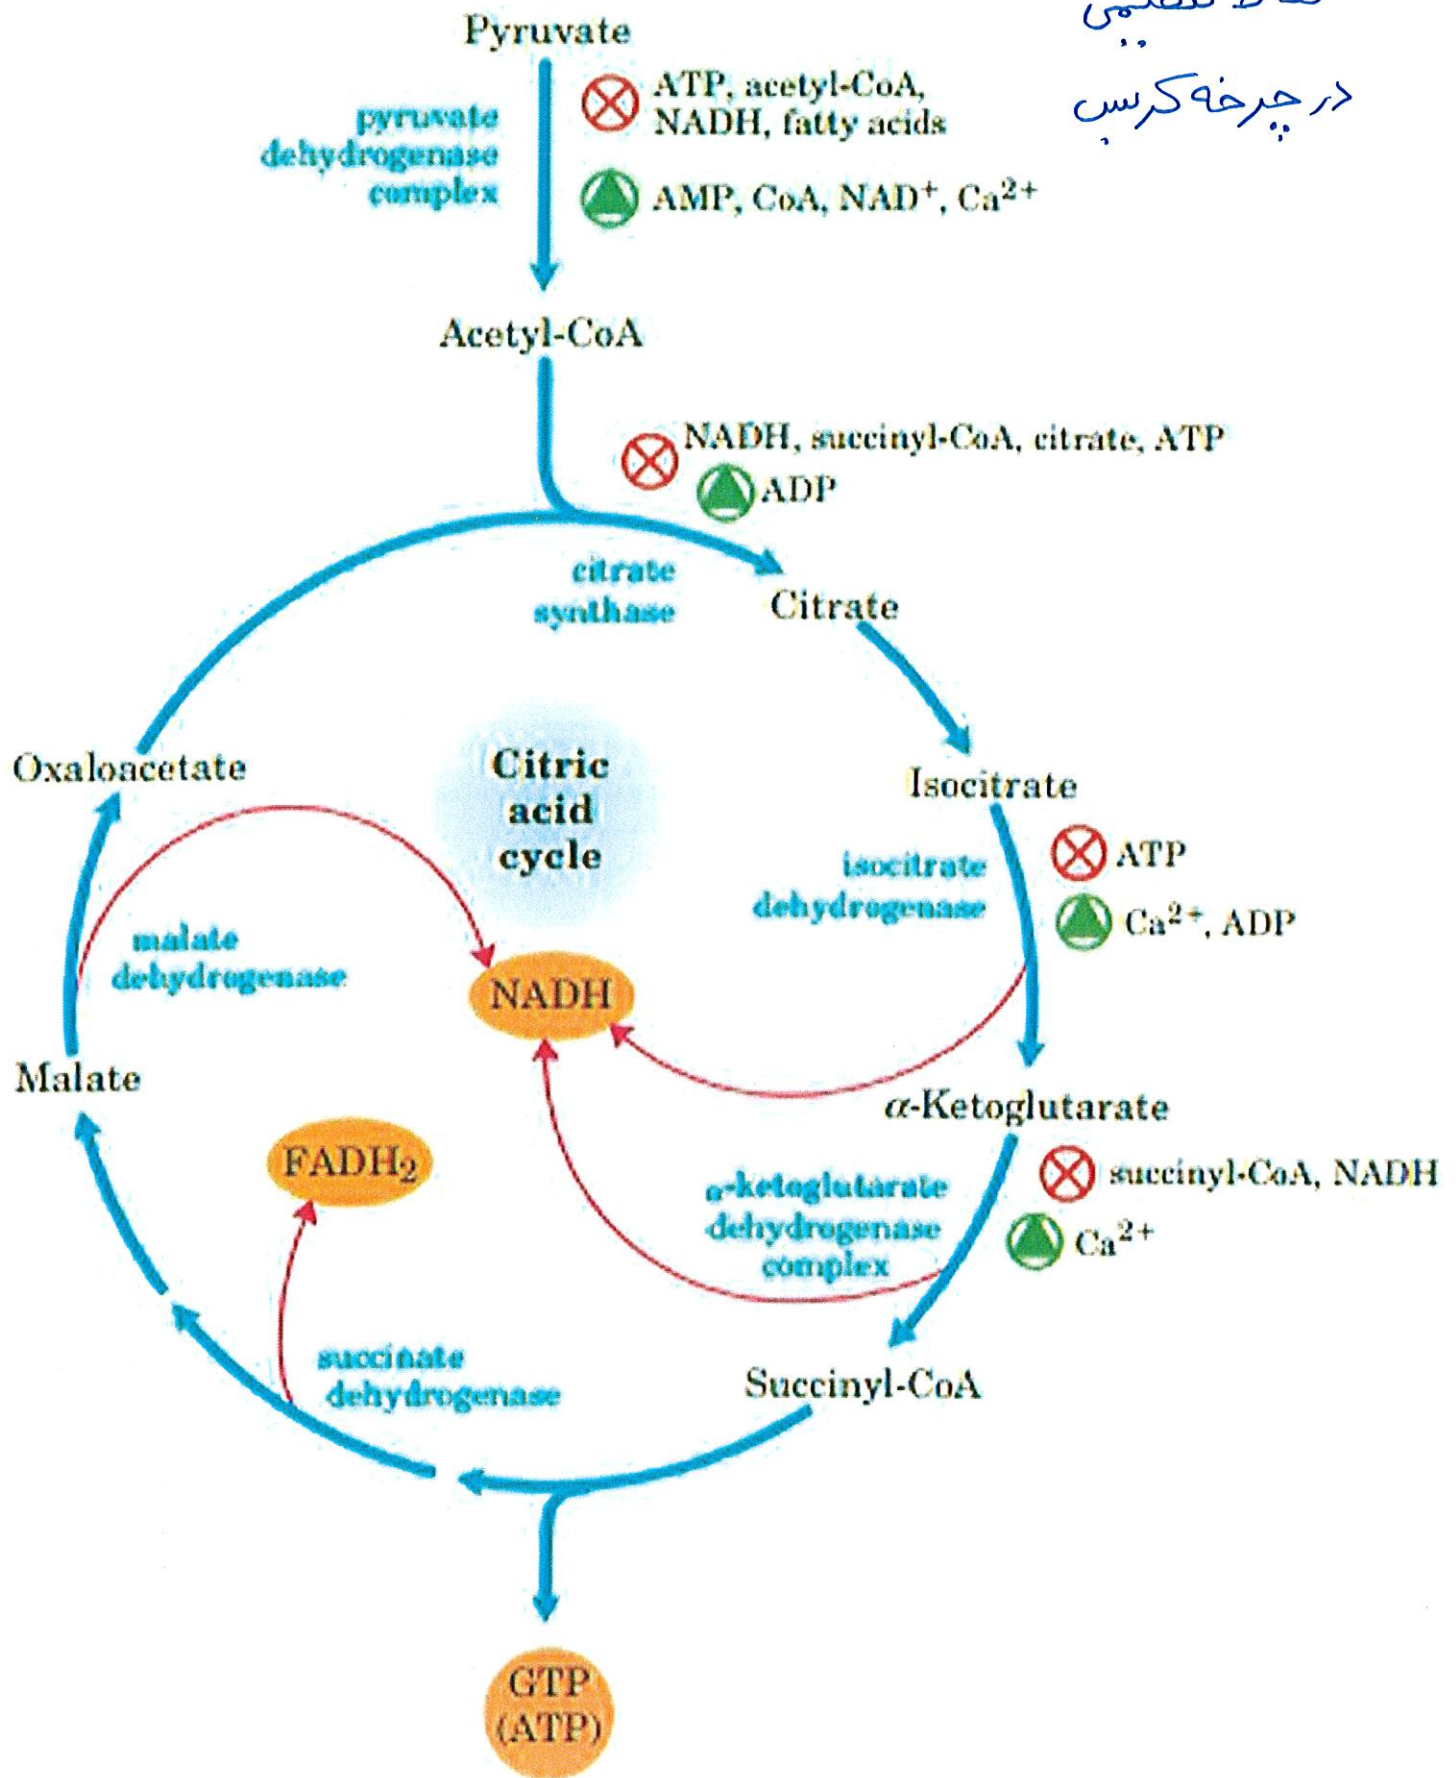 Pyruvate
ATP, acetyl-CoA,
NADH, fatty acids
pyruvate
dehydrogenase
complex
AMP, CoA, NAD⁺, Ca²⁺
در چرخه کربس
Acetyl-CoA
NADH, succinyl-CoA, citrate, ATP
ADP
citrate
synthase
Citrate
Oxaloacetate
Citric
acid
cycle
Isocitrate
isocitrate
dehydrogenase
ATP
Ca²⁺, ADP
malate
dehydrogenase
NADH
Malate
α-Ketoglutarate
FADH₂
succinyl-CoA, NADH
α-ketoglutarate
dehydrogenase
complex
Ca²⁺
succinate
dehydrogenase
Succinyl-CoA
GTP
(ATP)